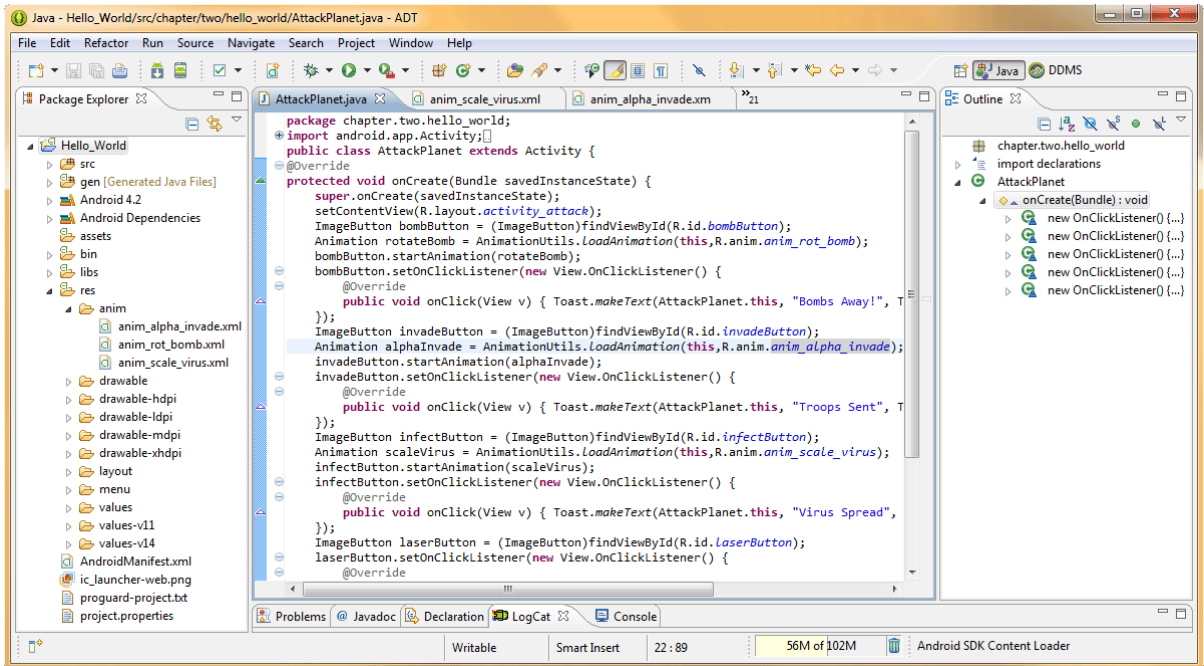 Java - Hello_World/src/chapter/two/hello_world/AttackPlanet.java - ADT
File Edit Refactor Run Source Navigate Search Project Window Help
Java DDMS
Package Explorer
Hello_World
src
gen [Generated Java Files]
Android 4.2
Android Dependencies
assets
bin
libs
res
anim
anim_alpha_invade.xml
anim_rot_bomb.xml
anim_scale_virus.xml
drawable
drawable-hdpi
drawable-ldpi
drawable-mdpi
drawable-xhdpi
layout
menu
values
values-v11
values-v14
AndroidManifest.xml
ic_launcher-web.png
proguard-project.txt
project.properties
AttackPlanet.java anim_scale_virus.xml anim_alpha_invade.xm »21
package chapter.two.hello_world;
import android.app.Activity;
public class AttackPlanet extends Activity {
@Override
protected void onCreate(Bundle savedInstanceState) {
super.onCreate(savedInstanceState);
setContentView(R.layout.activity_attack);
ImageButton bombButton = (ImageButton)findViewById(R.id.bombButton);
Animation rotateBomb = AnimationUtils.loadAnimation(this,R.anim.anim_rot_bomb);
bombButton.startAnimation(rotateBomb);
bombButton.setOnClickListener(new View.OnClickListener() {
@Override
public void onClick(View v) { Toast.makeText(AttackPlanet.this, "Bombs Away!", T
});
ImageButton invadeButton = (ImageButton)findViewById(R.id.invadeButton);
Animation alphaInvade = AnimationUtils.loadAnimation(this,R.anim.anim_alpha_invade);
invadeButton.startAnimation(alphaInvade);
invadeButton.setOnClickListener(new View.OnClickListener() {
@Override
public void onClick(View v) { Toast.makeText(AttackPlanet.this, "Troops Sent", T
});
ImageButton infectButton = (ImageButton)findViewById(R.id.infectButton);
Animation scaleVirus = AnimationUtils.loadAnimation(this,R.anim.anim_scale_virus);
infectButton.startAnimation(scaleVirus);
infectButton.setOnClickListener(new View.OnClickListener() {
@Override
public void onClick(View v) { Toast.makeText(AttackPlanet.this, "Virus Spread",
});
ImageButton laserButton = (ImageButton)findViewById(R.id.laserButton);
laserButton.setOnClickListener(new View.OnClickListener() {
@Override
Outline
chapter.two.hello_world
import declarations
AttackPlanet
onCreate(Bundle) : void
new OnClickListener() {...}
new OnClickListener() {...}
new OnClickListener() {...}
new OnClickListener() {...}
new OnClickListener() {...}
Problems @ Javadoc Declaration LogCat Console
Writable Smart Insert 22 : 89 56M of 102M Android SDK Content Loader